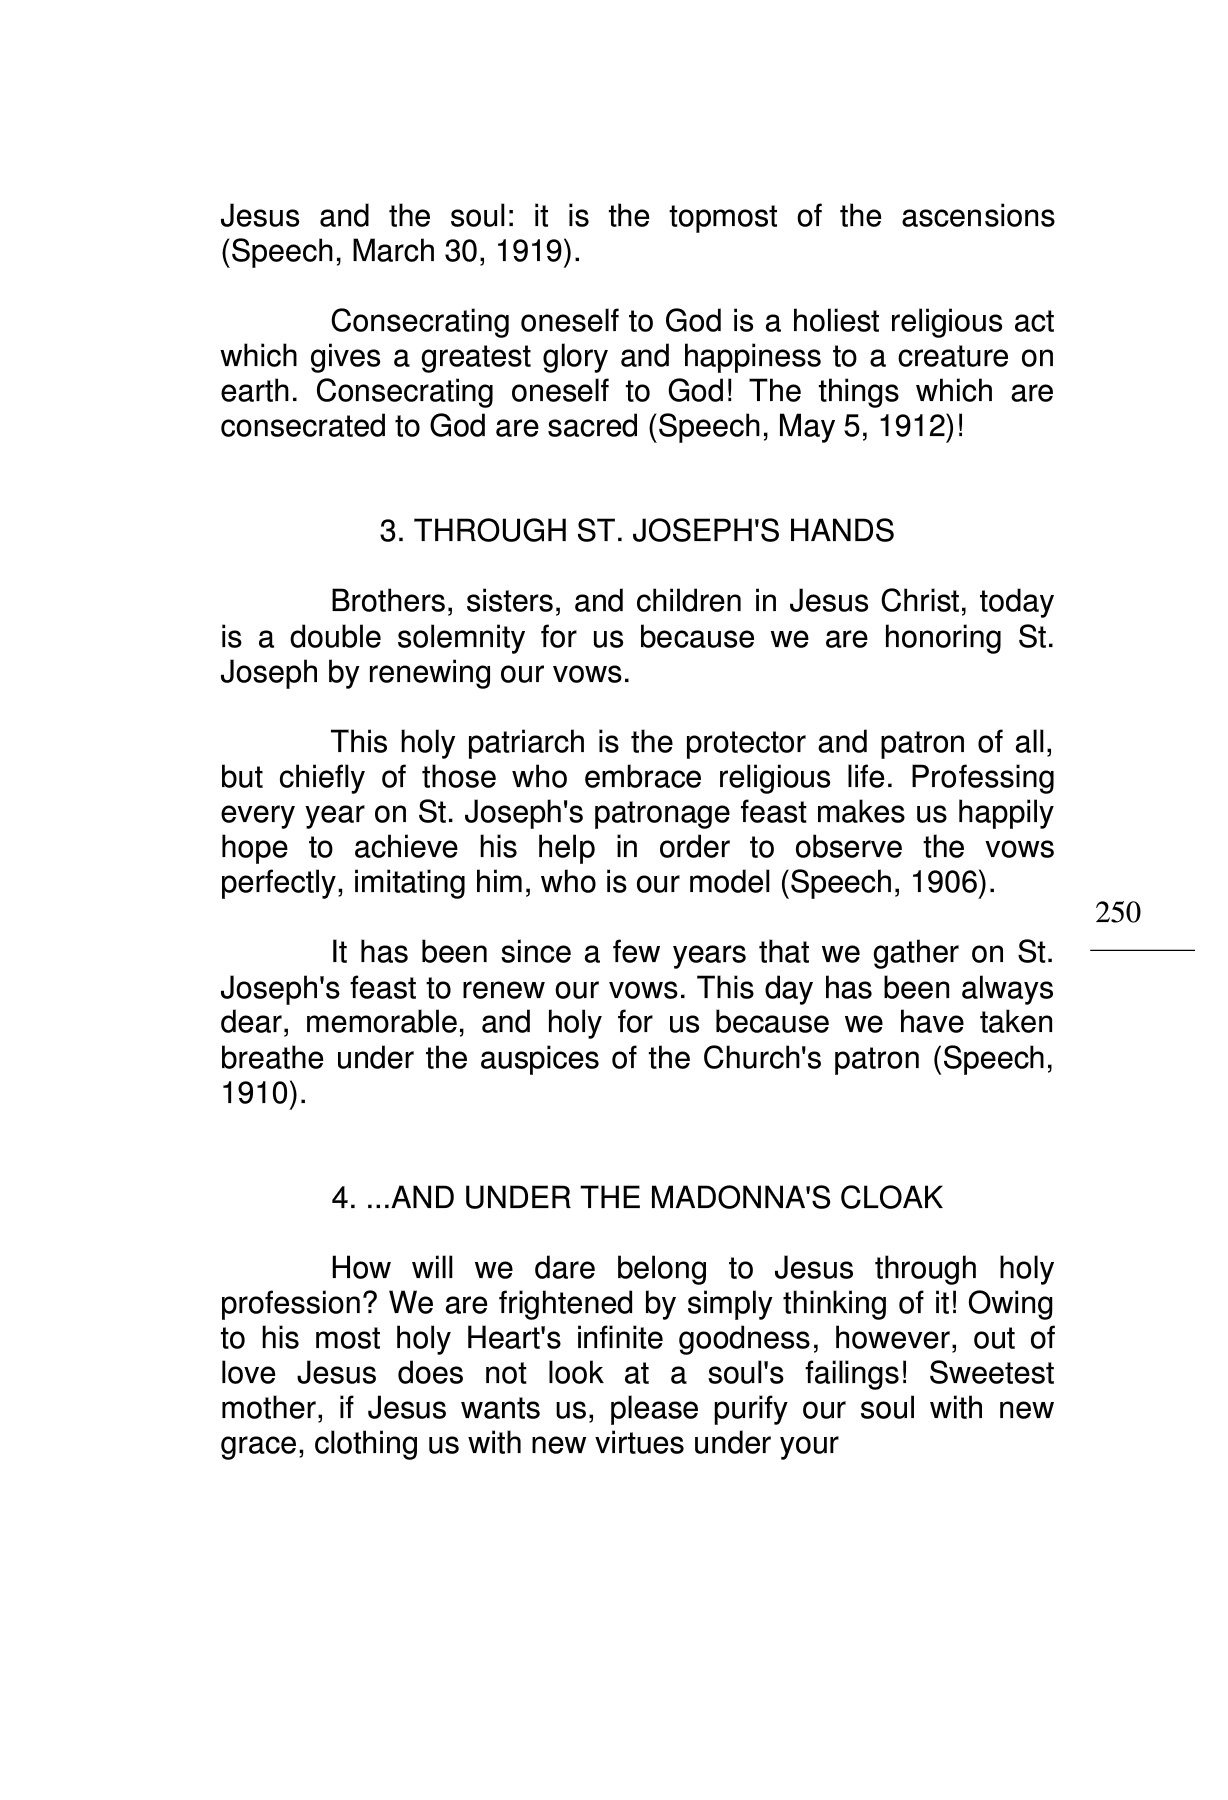 Jesus and the soul: it is the topmost of the ascensions
(Speech, March 30, 1919).
Consecrating oneself to God is a holiest religious act
which gives a greatest glory and happiness to a creature on
earth. Consecrating oneself to God! The things which are
consecrated to God are sacred (Speech, May 5, 1912)!
3. THROUGH ST. JOSEPH'S HANDS
Brothers, sisters, and children in Jesus Christ, today
is a double solemnity for us because we are honoring St.
Joseph by renewing our vows.
This holy patriarch is the protector and patron of all,
but chiefly of those who embrace religious life. Professing
every year on St. Joseph's patronage feast makes us happily
hope to achieve his help in order to observe the vows
perfectly, imitating him, who is our model (Speech, 1906).
250
It has been since a few years that we gather on St.
Joseph's feast to renew our vows. This day has been always
dear, memorable, and holy for us because we have taken
breathe under the auspices of the Church's patron (Speech,
1910).
4. ...AND UNDER THE MADONNA'S CLOAK
How will we dare belong to Jesus through holy
profession? We are frightened by simply thinking of it! Owing
to his most holy Heart's infinite goodness, however, out of
love Jesus does not look at a soul's failings! Sweetest
mother, if Jesus wants us, please purify our soul with new
grace, clothing us with new virtues under your